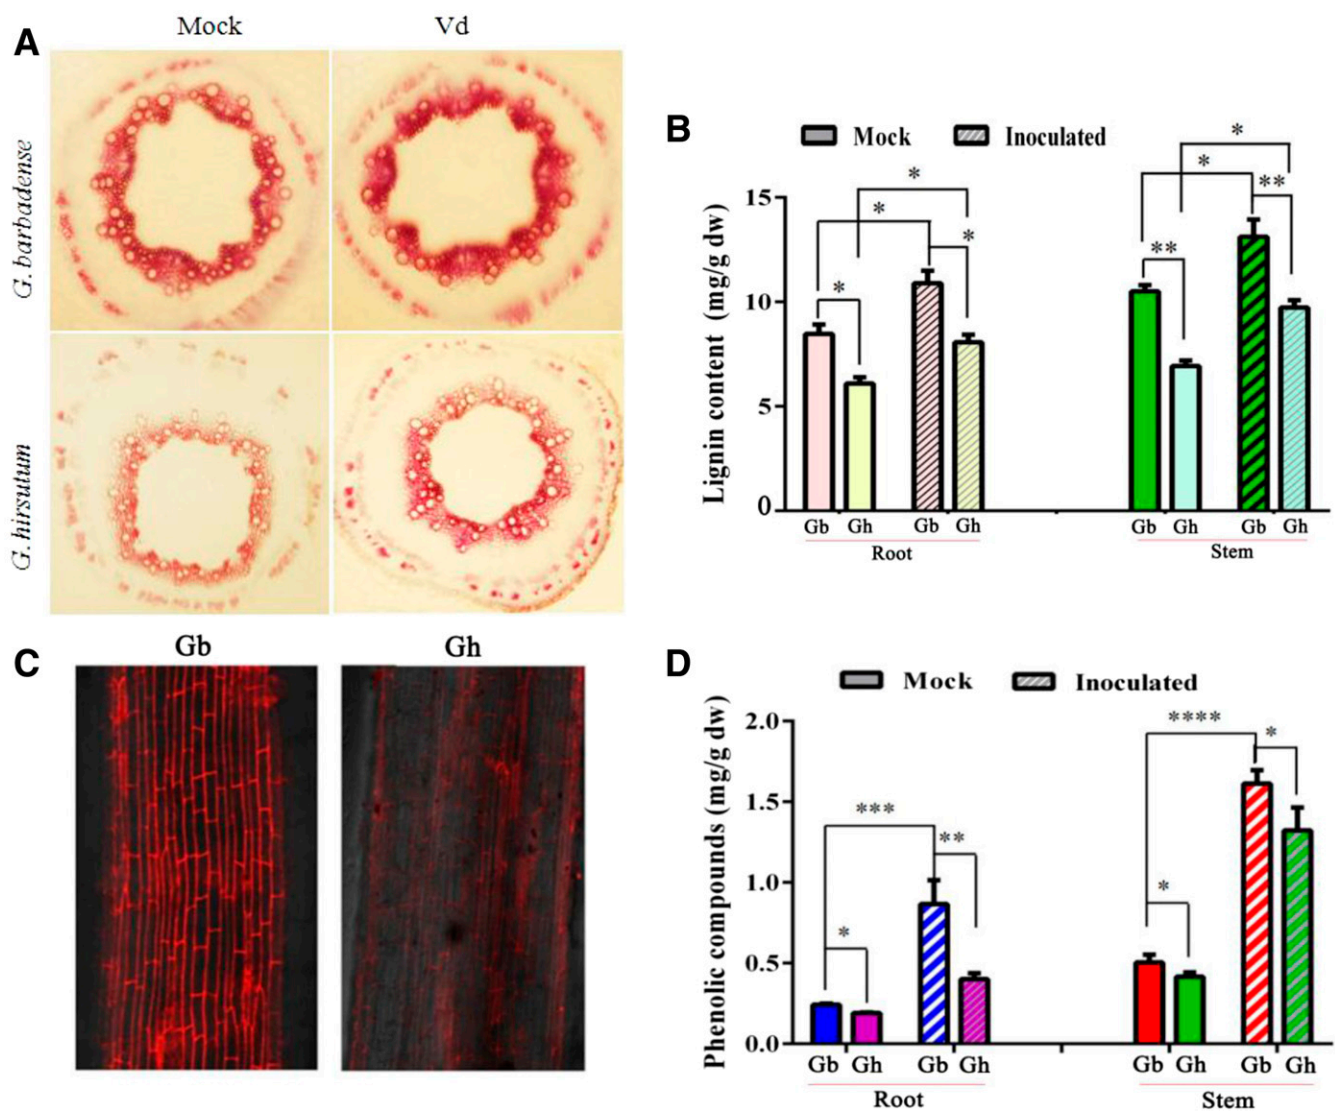 A
Mock Vd
G. barbadense
G. hirsutum
B
Mock Inoculated
Lignin content (mg/g dw)
15
10
5
0
* * * *
* * ** **
Gb Gh Gb Gh Gb Gh Gb Gh
Root Stem
C
Gb Gh
D
Mock Inoculated
Phenolic compounds (mg/g dw)
2.0
1.5
1.0
0.5
0.0
* *** ** * **** *
Gb Gh Gb Gh Gb Gh Gb Gh
Root Stem